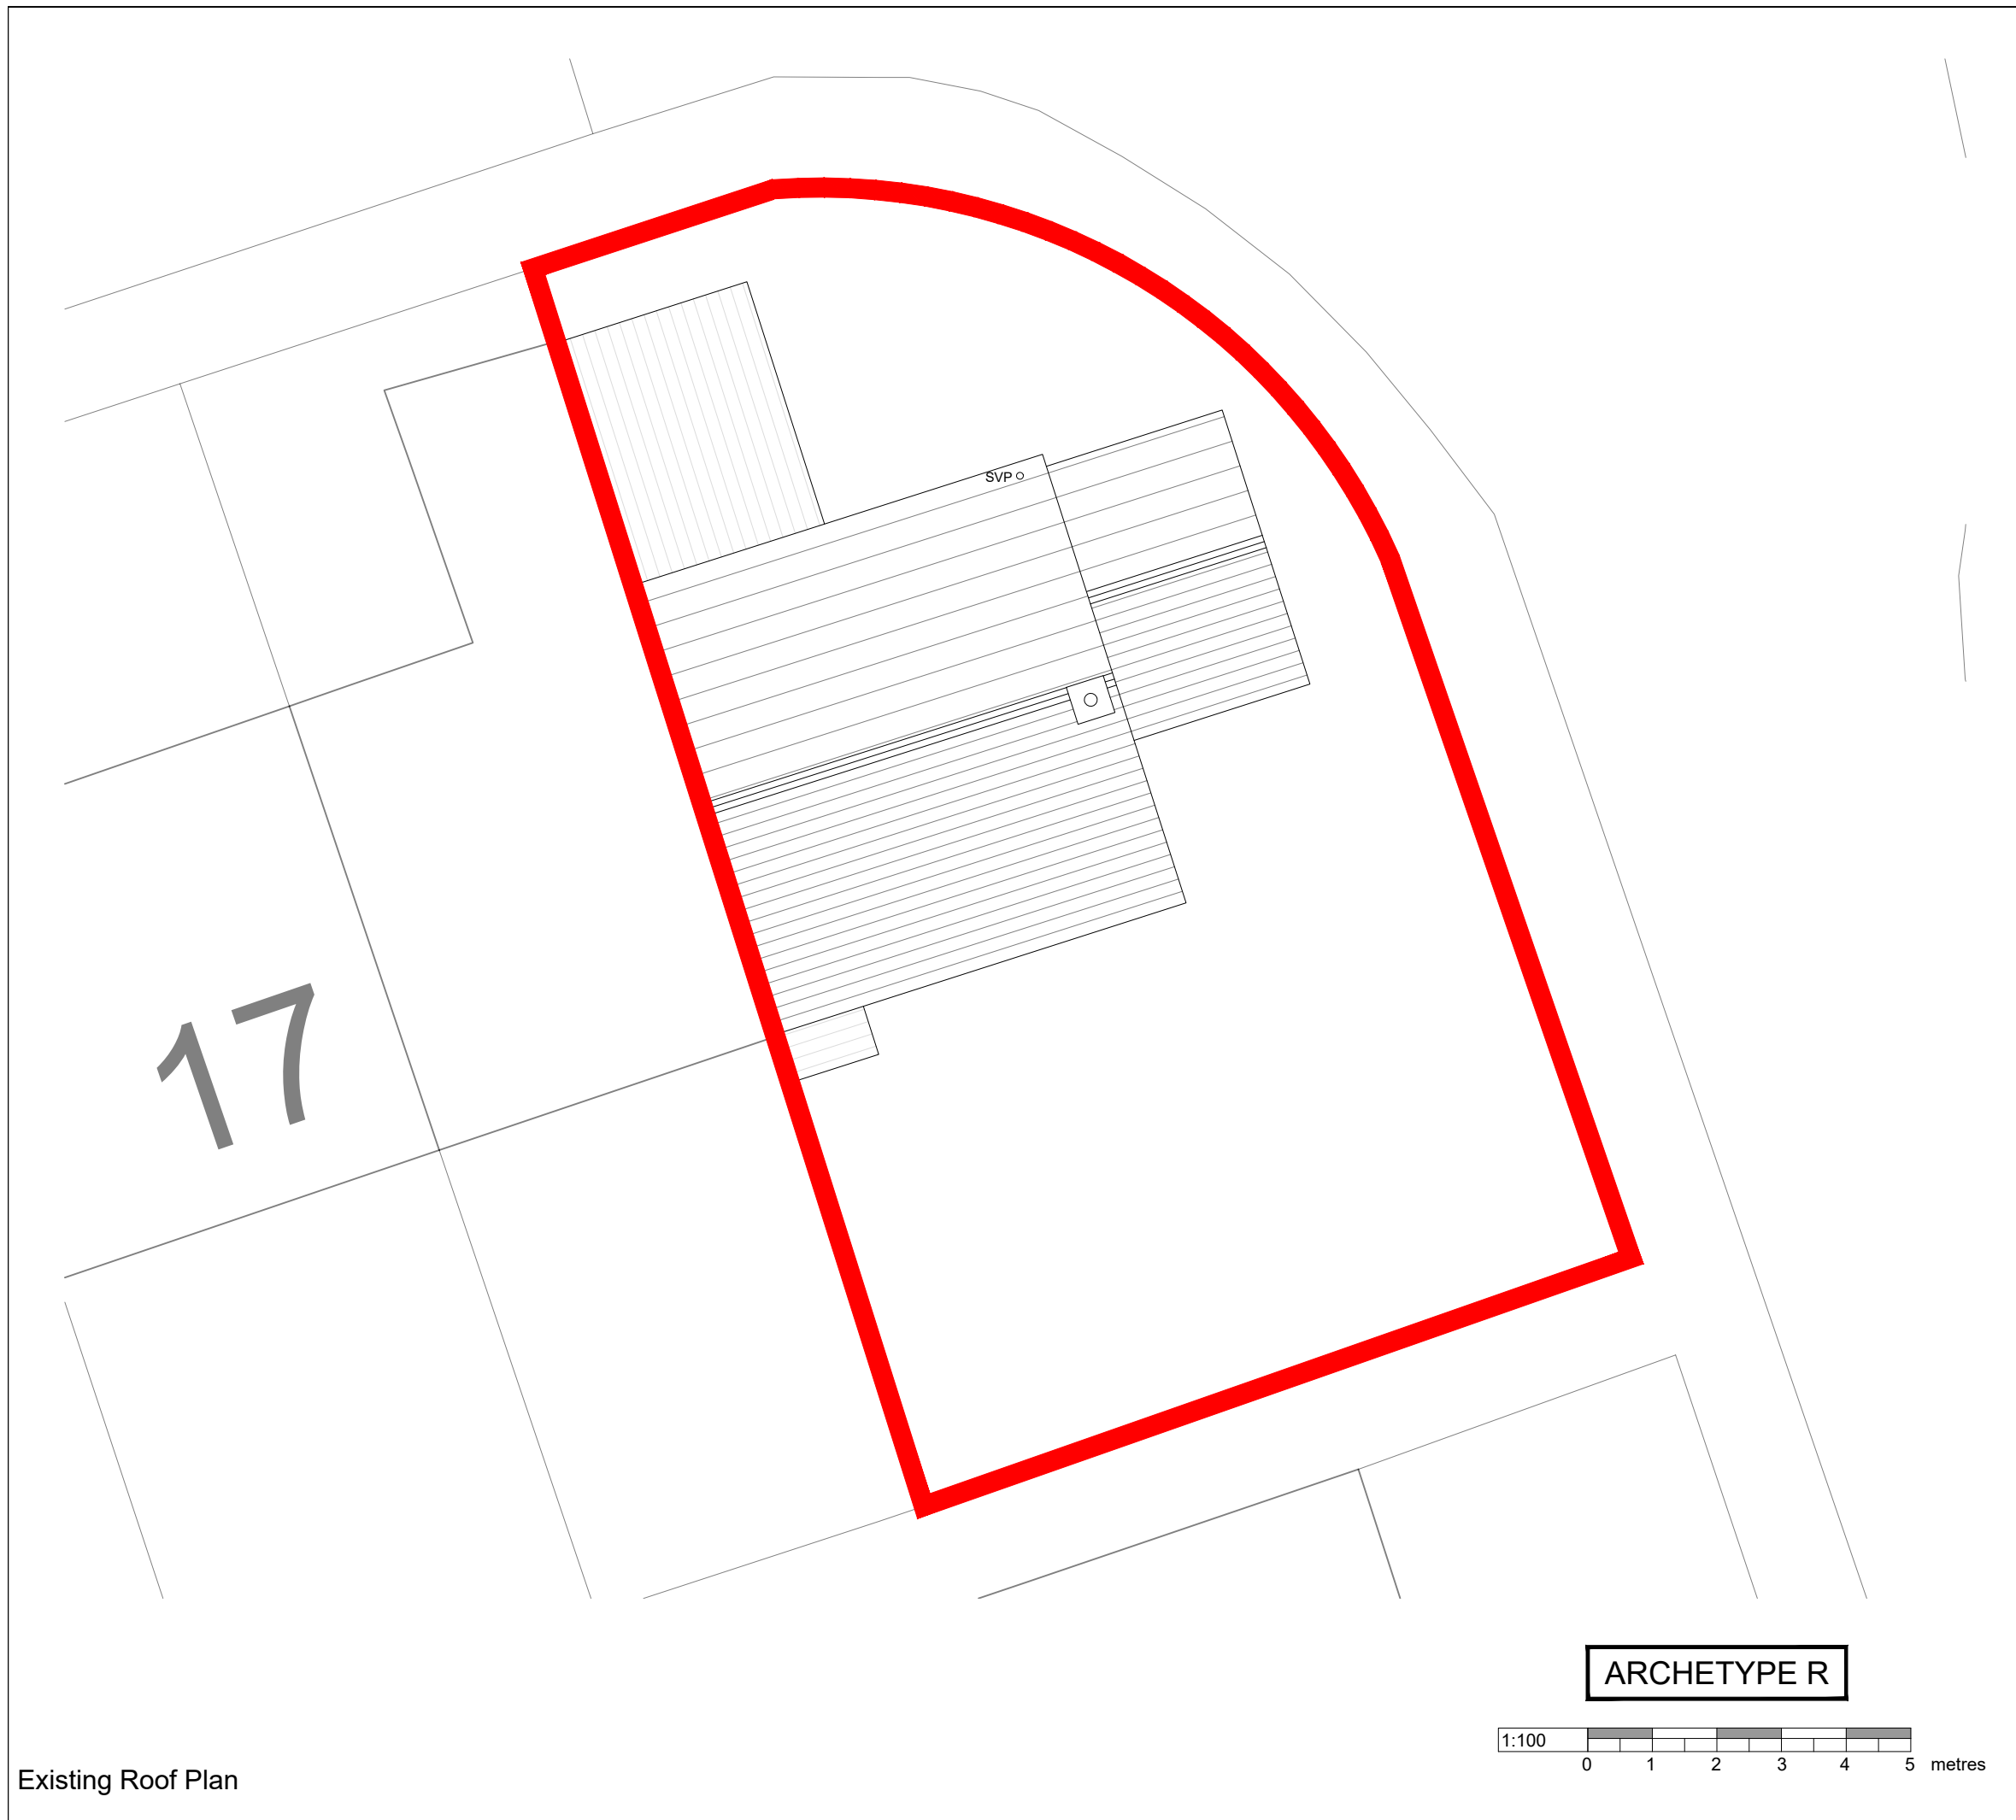 SVP
17
ARCHETYPE R
1:100
0 1 2 3 4 5 metres
Existing Roof Plan